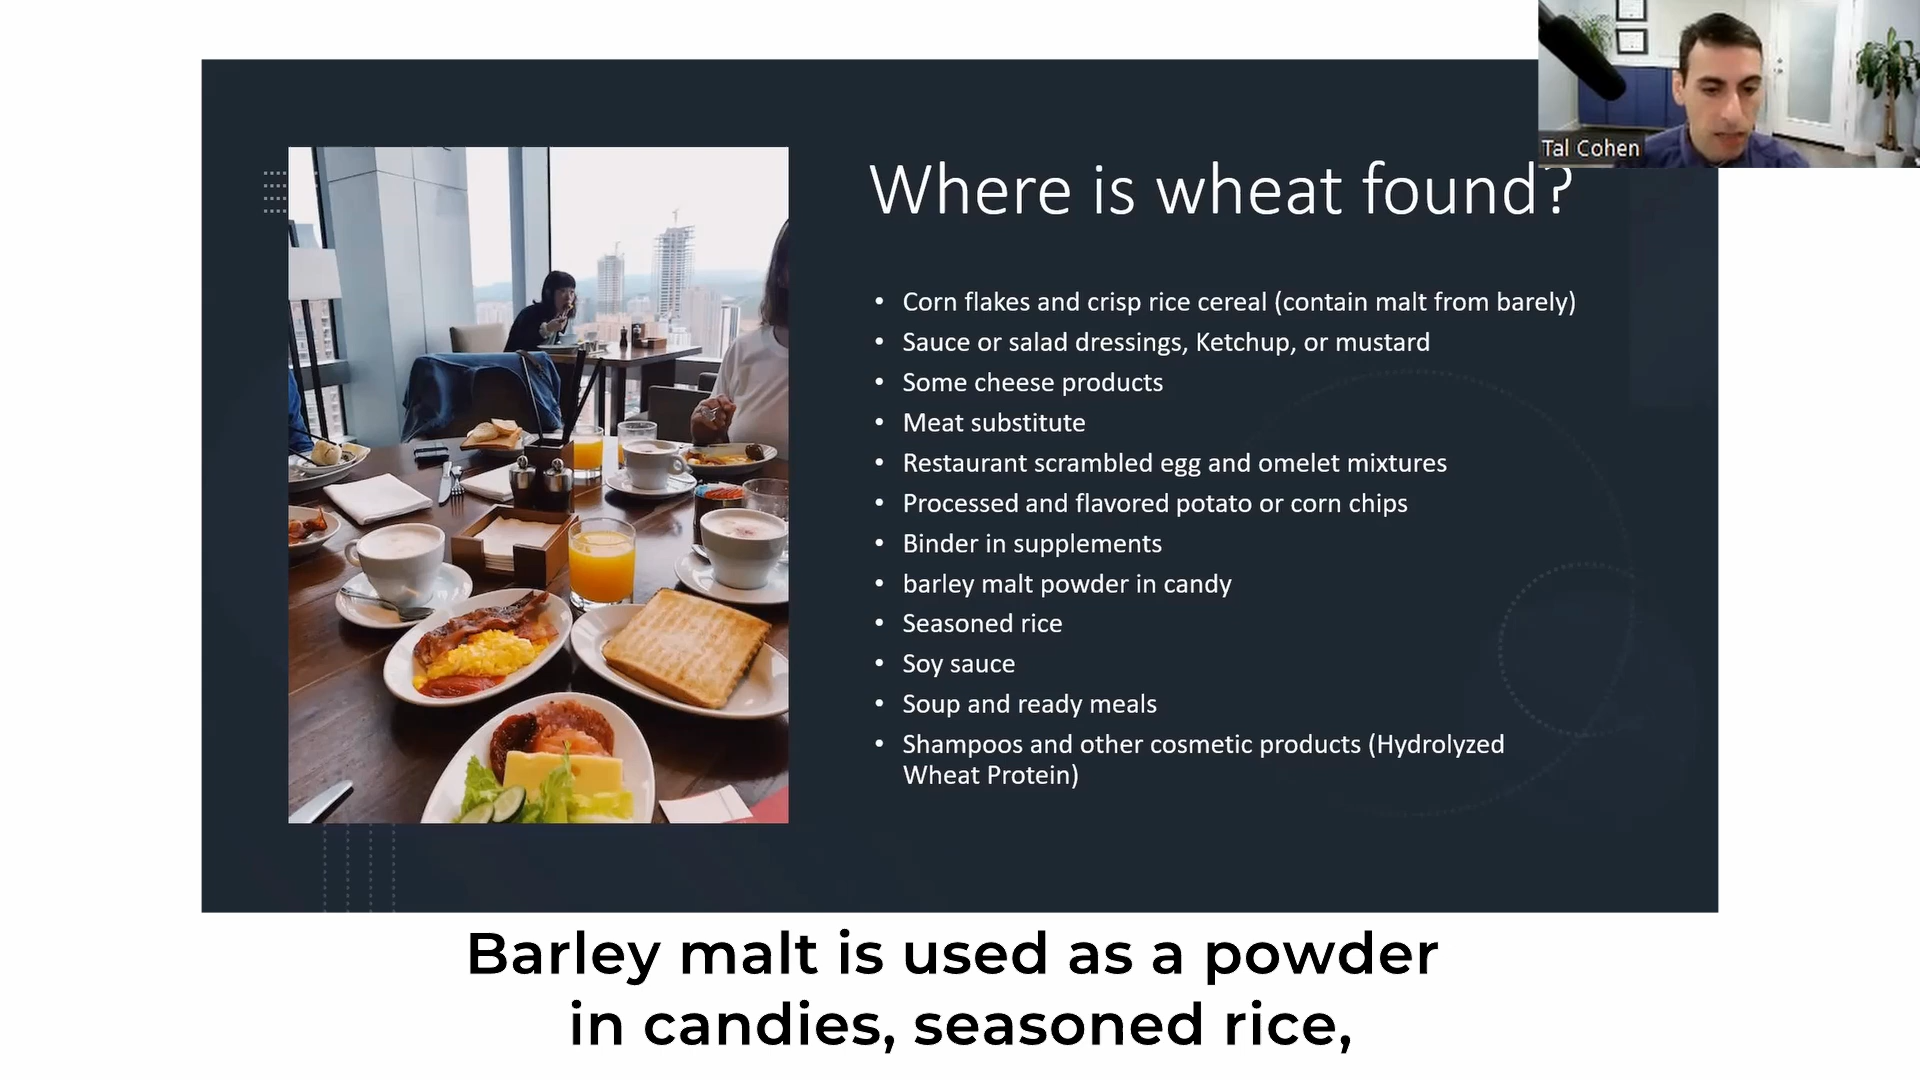 Tal Cohen
Where is wheat found?
• Corn flakes and crisp rice cereal (contain malt from barely)
• Sauce or salad dressings, Ketchup, or mustard
• Some cheese products
• Meat substitute
• Restaurant scrambled egg and omelet mixtures
• Processed and flavored potato or corn chips
• Binder in supplements
• barley malt powder in candy
• Seasoned rice
• Soy sauce
• Soup and ready meals
• Shampoos and other cosmetic products (Hydrolyzed
Wheat Protein)
Barley malt is used as a powder
in candies, seasoned rice,